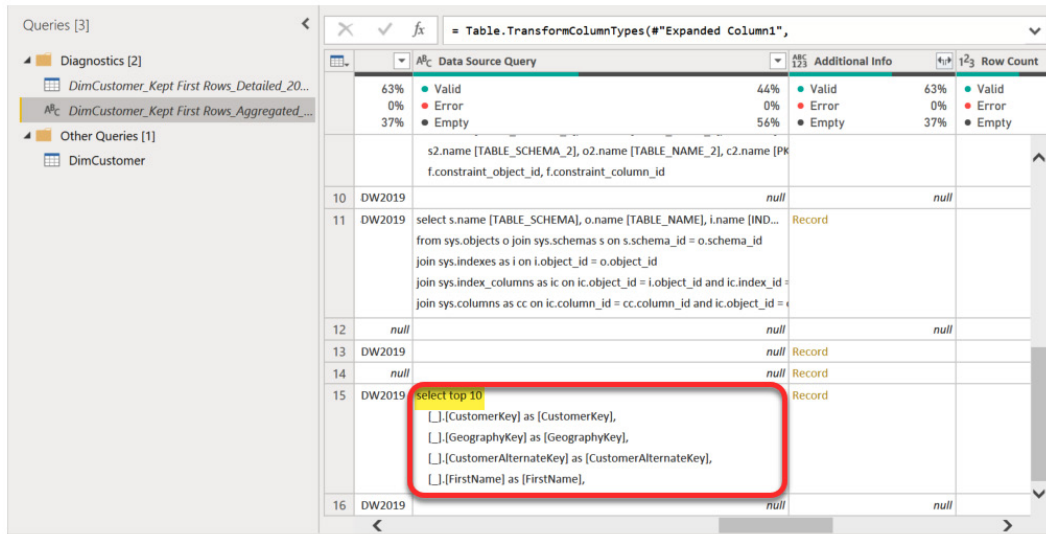 Queries [3]
fx = Table.TransformColumnTypes(#"Expanded Column1",
Diagnostics [2]
DimCustomer_Kept First Rows_Detailed_20...
DimCustomer_Kept First Rows_Aggregated_...
Other Queries [1]
DimCustomer
ABC Data Source Query ABC 123 Additional Info 123 Row Count
63% Valid 44% Valid 63% Valid
0% Error 0% Error 0% Error
37% Empty 56% Empty 37% Empty
s2.name [TABLE_SCHEMA_2], o2.name [TABLE_NAME_2], c2.name [PK
f.constraint_object_id, f.constraint_column_id
10 DW2019 null null
11 DW2019 select s.name [TABLE_SCHEMA], o.name [TABLE_NAME], i.name [IND... Record
from sys.objects o join sys.schemas s on s.schema_id = o.schema_id
join sys.indexes as i on i.object_id = o.object_id
join sys.index_columns as ic on ic.object_id = i.object_id and ic.index_id =
join sys.columns as cc on ic.column_id = cc.column_id and ic.object_id =
12 null null null
13 DW2019 null Record
14 null null Record
15 DW2019 select top 10 Record
[_].[CustomerKey] as [CustomerKey],
[_].[GeographyKey] as [GeographyKey],
[_].[CustomerAlternateKey] as [CustomerAlternateKey],
[_].[FirstName] as [FirstName],
16 DW2019 null null